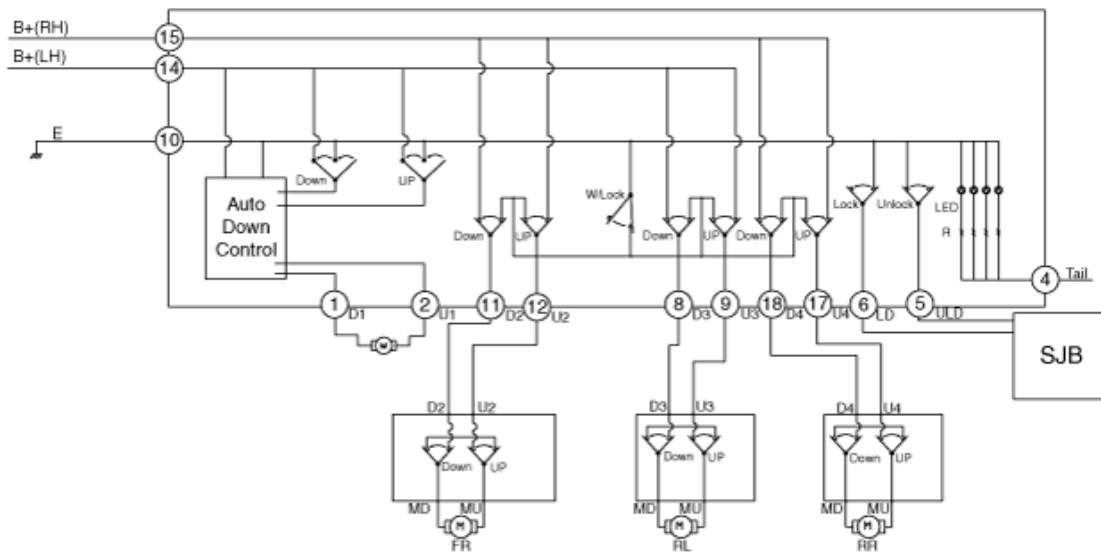 B+(RH)
15
B+(LH)
14
E
10
Down
UP
Auto
Down
Control
W/Lock
Down
UP
Down
UP
Down
UP
Lock
Unlock
LED
R
4
Tail
1
D1
2
U1
11
D2
12
U2
8
D3
9
U3
18
D4
17
U4
6
LD
5
ULD
M
SJB
D2
U2
D3
U3
D4
U4
Down
UP
Down
UP
Down
UP
MD
MU
MD
MU
MD
MU
M
M
M
FR
RL
RR